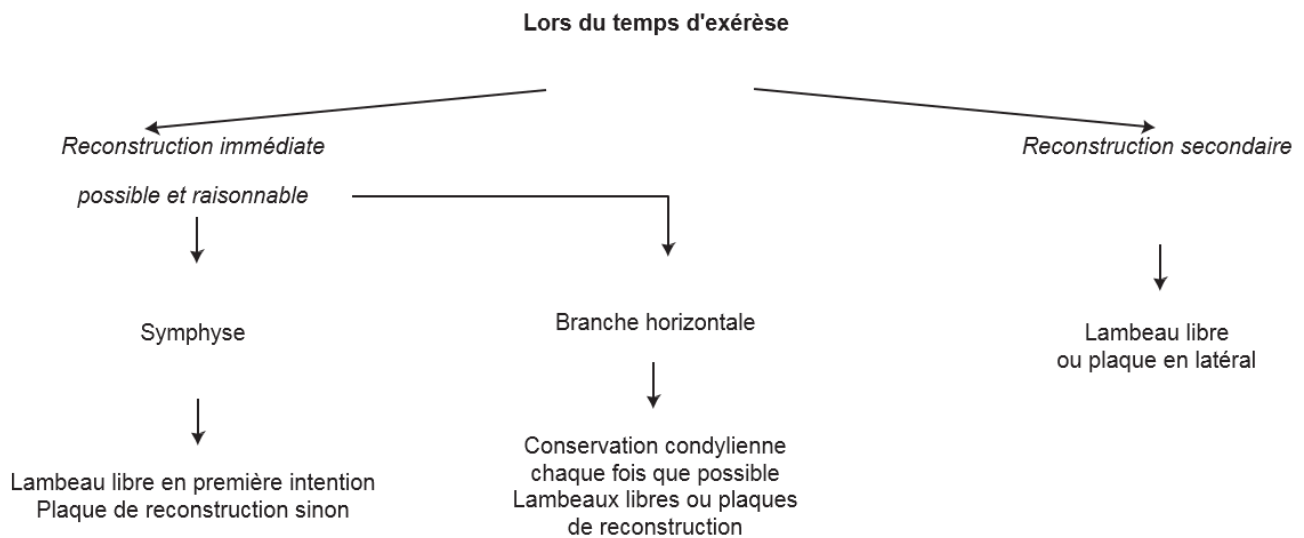 Lors du temps d'exérèse
Reconstruction immédiate
possible et raisonnable
Reconstruction secondaire
Symphyse
Branche horizontale
Lambeau libre
ou plaque en latéral
Lambeau libre en première intention
Plaque de reconstruction sinon
Conservation condylienne
chaque fois que possible
Lambeaux libres ou plaques
de reconstruction